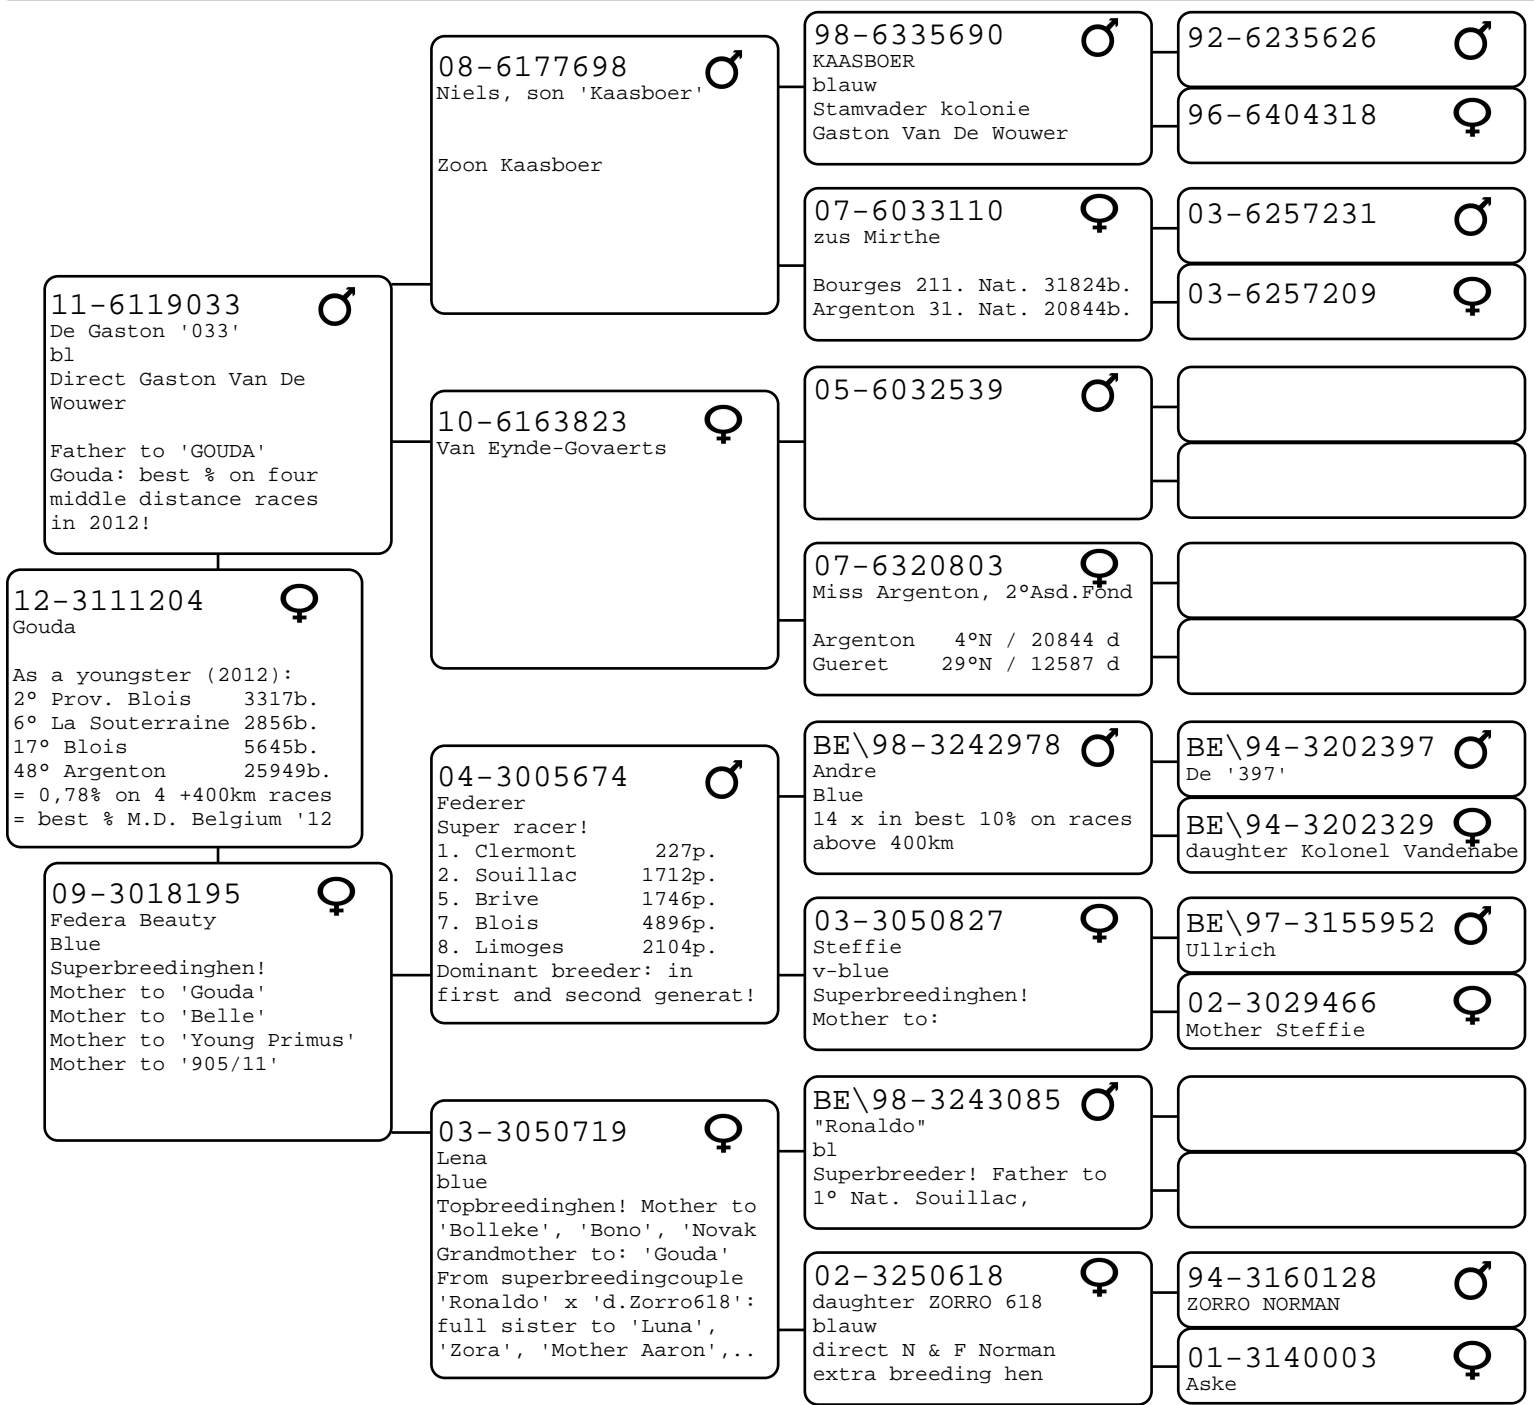 11-6119033
De Gaston '033'
bl
Direct Gaston Van De
Wouwer
Father to 'GOUDA'
Gouda: best % on four
middle distance races
in 2012!
12-3111204
Gouda
As a youngster (2012):
2° Prov. Blois 3317b.
6° La Souterraine 2856b.
17° Blois 5645b.
48° Argenton 25949b.
= 0,78% on 4 +400km races
= best % M.D. Belgium '12
09-3018195
Federa Beauty
Blue
Superbreedinghen!
Mother to 'Gouda'
Mother to 'Belle'
Mother to 'Young Primus'
Mother to '905/11'
08-6177698
Niels, son 'Kaasboer'
Zoon Kaasboer
10-6163823
Van Eynde-Govaerts
04-3005674
Federer
Super racer!
1. Clermont 227p.
2. Souillac 1712p.
5. Brive 1746p.
7. Blois 4896p.
8. Limoges 2104p.
Dominant breeder: in
first and second generat!
03-3050719
Lena
blue
Topbreedinghen! Mother to
'Bolleke', 'Bono', 'Novak
Grandmother to: 'Gouda'
From superbreedingcouple
'Ronaldo' x 'd.Zorro618':
full sister to 'Luna',
'Zora', 'Mother Aaron',..
98-6335690
KAASBOER
blauw
Stamvader kolonie
Gaston Van De Wouwer
07-6033110
zus Mirthe
Bourges 211. Nat. 31824b.
Argenton 31. Nat. 20844b.
05-6032539
07-6320803
Miss Argenton, 2°Asd.Fond
Argenton 4°N / 20844 d
Gueret 29°N / 12587 d
BE\98-3242978
Andre
Blue
14 x in best 10% on races
above 400km
03-3050827
Steffie
v-blue
Superbreedinghen!
Mother to:
BE\98-3243085
"Ronaldo"
bl
Superbreeder! Father to
1° Nat. Souillac,
02-3250618
daughter ZORRO 618
blauw
direct N & F Norman
extra breeding hen
92-6235626
96-6404318
03-6257231
03-6257209
BE\94-3202397
De '397'
BE\94-3202329
daughter Kolonel Vandenabe
BE\97-3155952
Ullrich
02-3029466
Mother Steffie
94-3160128
ZORRO NORMAN
01-3140003
Aske